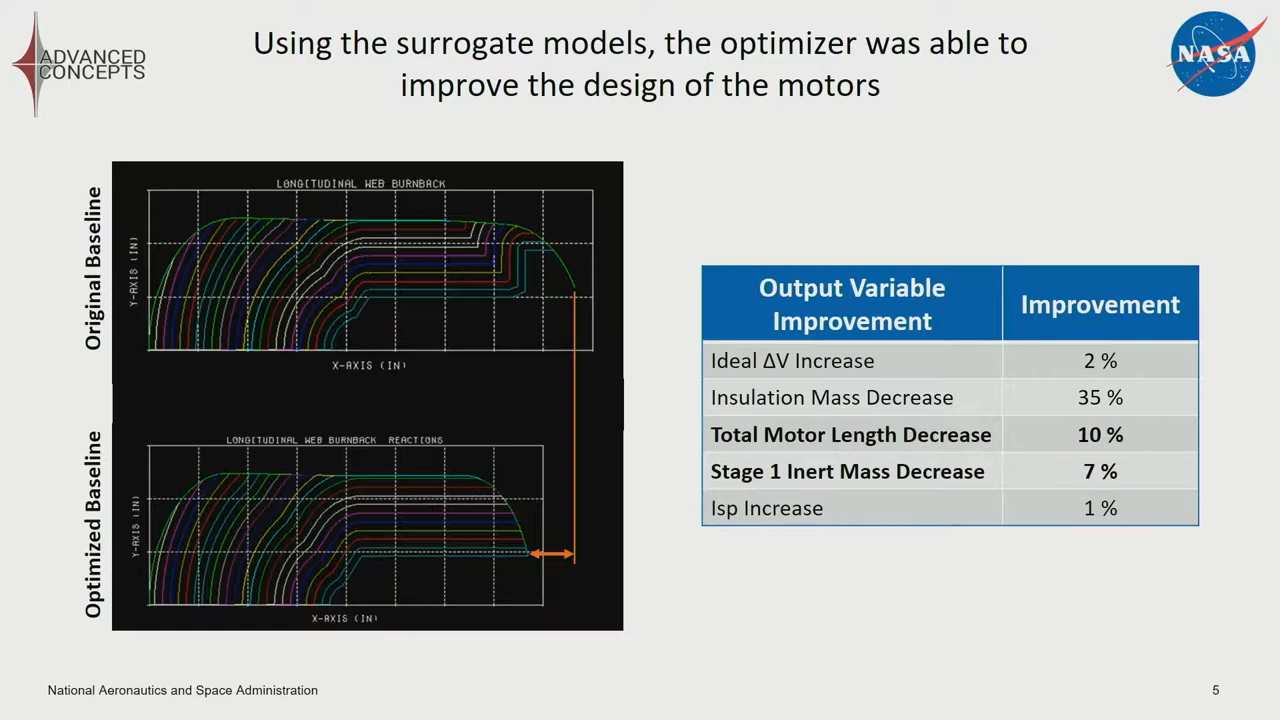 ADVANCED
CONCEPTS
Using the surrogate models, the optimizer was able to
improve the design of the motors
NASA
Original Baseline
LONGITUDINAL WEB BURNBACK
Y-AXIS (IN)
X-AXIS (IN)
Optimized Baseline
LONGITUDINAL WEB BURNBACK REACTIONS
Y-AXIS (IN)
X-AXIS (IN)
Output Variable
Improvement
Improvement
Ideal ΔV Increase 2 %
Insulation Mass Decrease 35 %
Total Motor Length Decrease 10 %
Stage 1 Inert Mass Decrease 7 %
Isp Increase 1 %
National Aeronautics and Space Administration
5